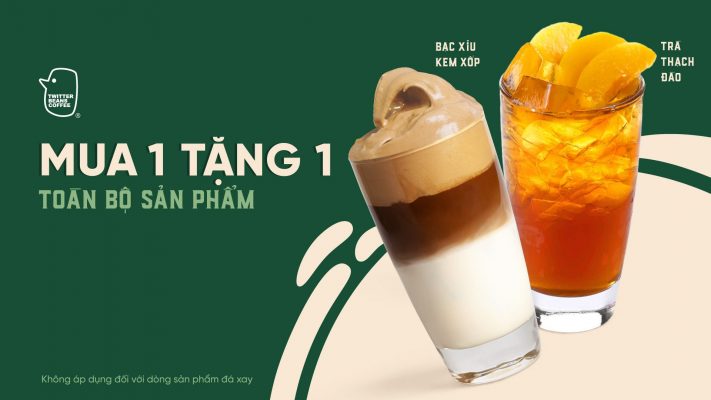 TWITTER
BEANS
COFFEE
®
MUA 1 TẶNG 1
TOÀN BỘ SẢN PHẨM
BẠC XỈU
KEM XỐP
TRÀ
THẠCH
ĐÀO
Không áp dụng đối với dòng sản phẩm đá xay